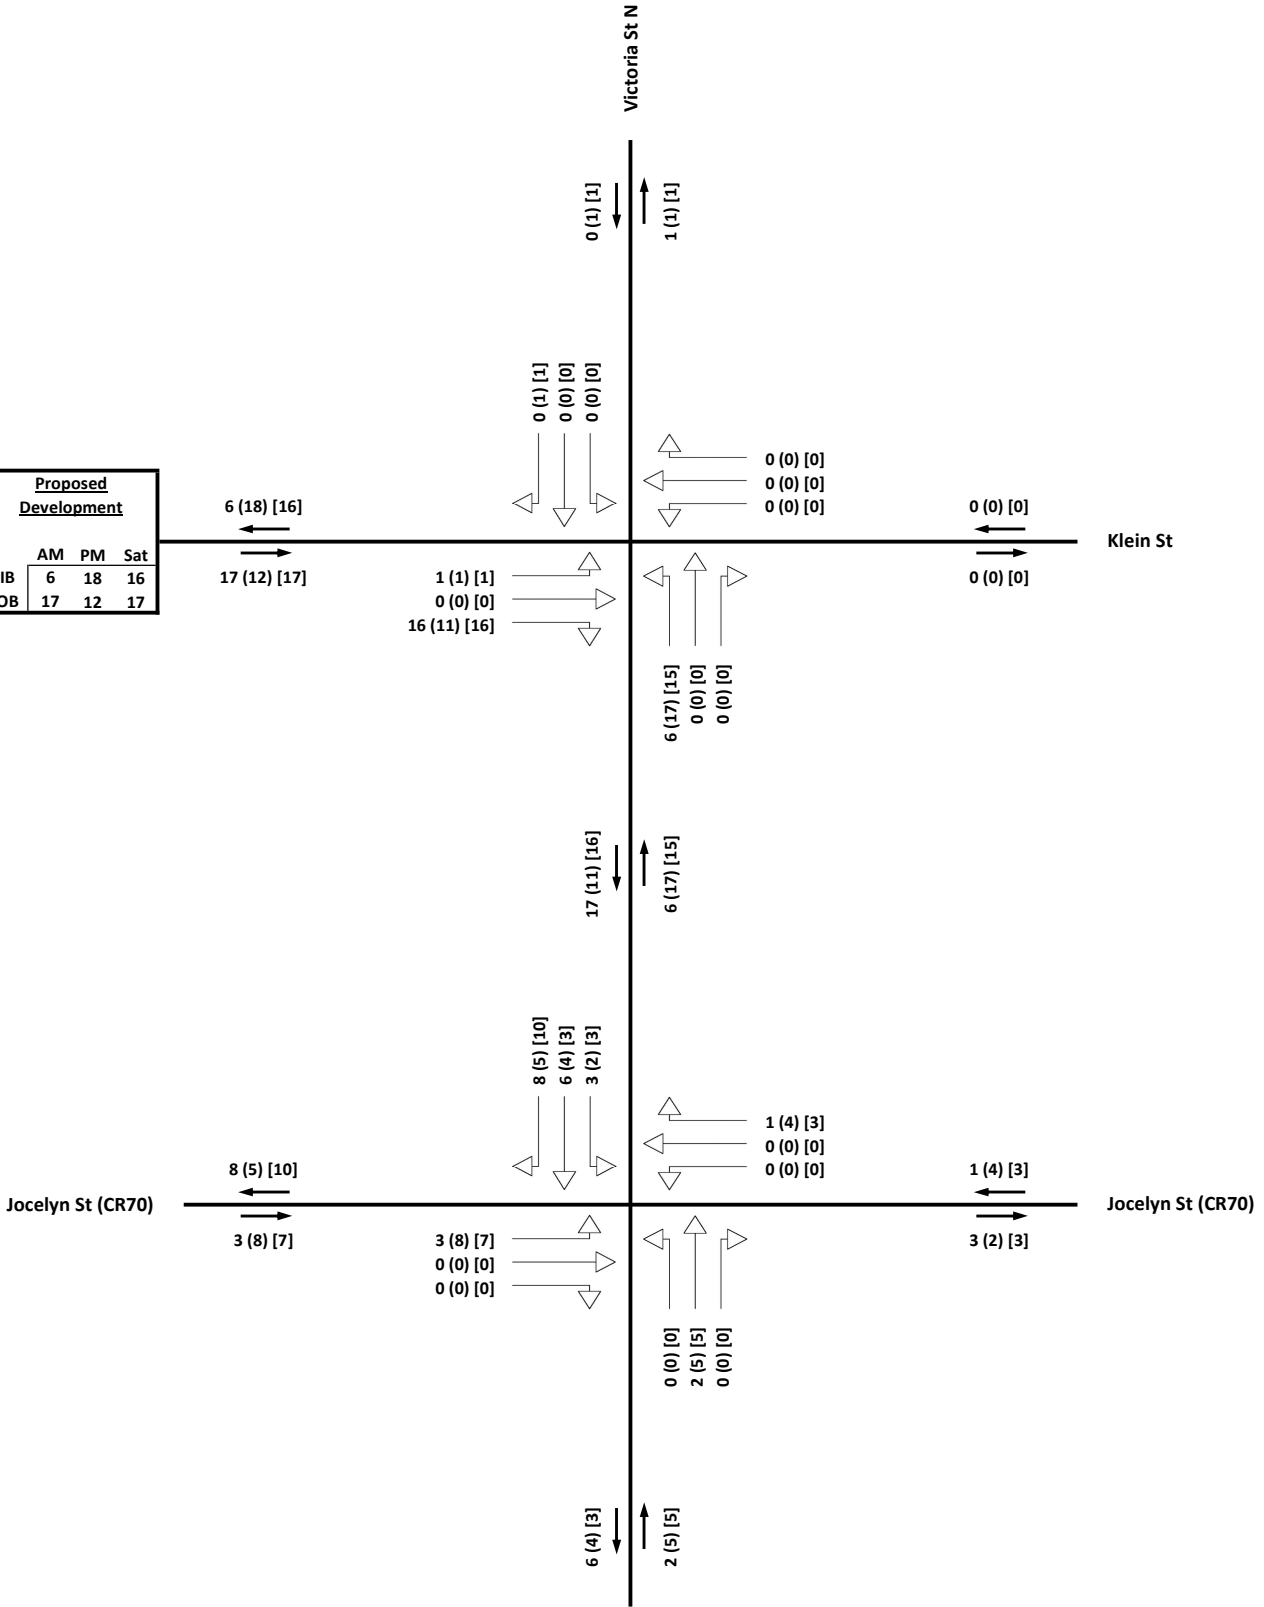 Victoria St N
0 (1) [1]
1 (1) [1]
0 (1) [1]
0 (0) [0]
0 (0) [0]
0 (0) [0]
0 (0) [0]
0 (0) [0]
Proposed
Development
AM PM Sat
IB 6 18 16
OB 17 12 17
6 (18) [16]
17 (12) [17]
0 (0) [0]
0 (0) [0]
Klein St
1 (1) [1]
0 (0) [0]
16 (11) [16]
6 (17) [15]
0 (0) [0]
0 (0) [0]
17 (11) [16]
6 (17) [15]
8 (5) [10]
6 (4) [3]
3 (2) [3]
1 (4) [3]
0 (0) [0]
0 (0) [0]
Jocelyn St (CR70)
8 (5) [10]
3 (8) [7]
1 (4) [3]
3 (2) [3]
Jocelyn St (CR70)
3 (8) [7]
0 (0) [0]
0 (0) [0]
0 (0) [0]
2 (5) [5]
0 (0) [0]
6 (4) [3]
2 (5) [5]